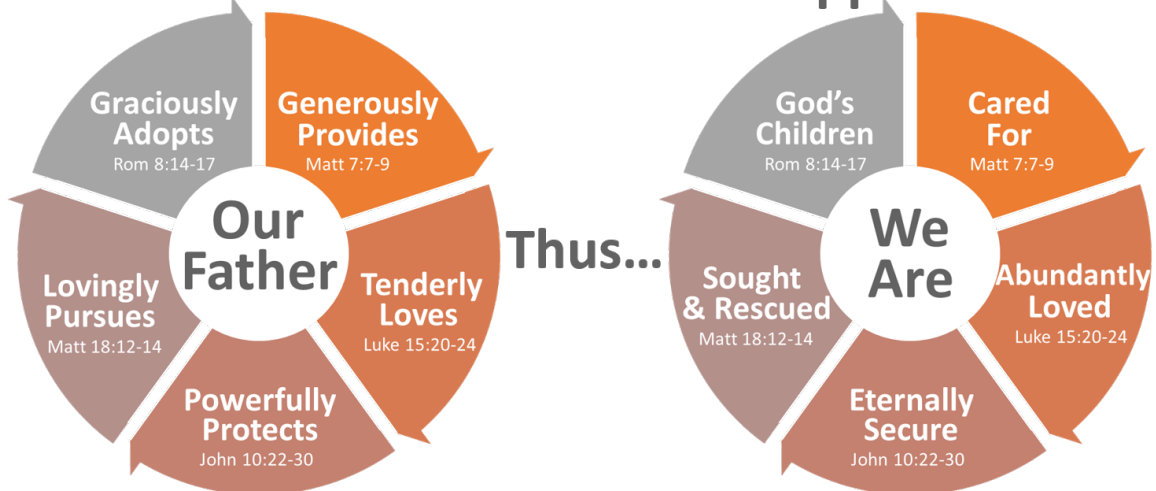 Graciously
Adopts
Rom 8:14-17
Generously
Provides
Matt 7:7-9
Our
Father
Lovingly
Pursues
Matt 18:12-14
Tenderly
Loves
Luke 15:20-24
Powerfully
Protects
John 10:22-30
Thus...
God's
Children
Rom 8:14-17
Cared
For
Matt 7:7-9
We
Are
Sought
& Rescued
Matt 18:12-14
Abundantly
Loved
Luke 15:20-24
Eternally
Secure
John 10:22-30